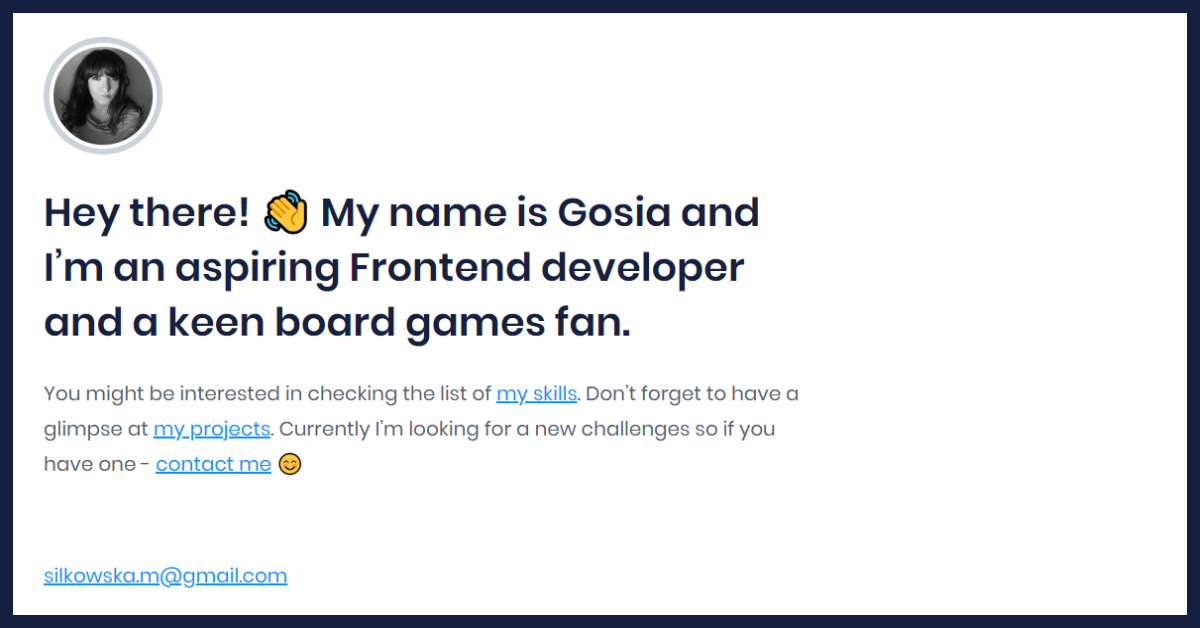 Hey there! 👋 My name is Gosia and
I’m an aspiring Frontend developer
and a keen board games fan.
You might be interested in checking the list of my skills. Don't forget to have a
glimpse at my projects. Currently I'm looking for a new challenges so if you
have one - contact me 😊
silkowska.m@gmail.com